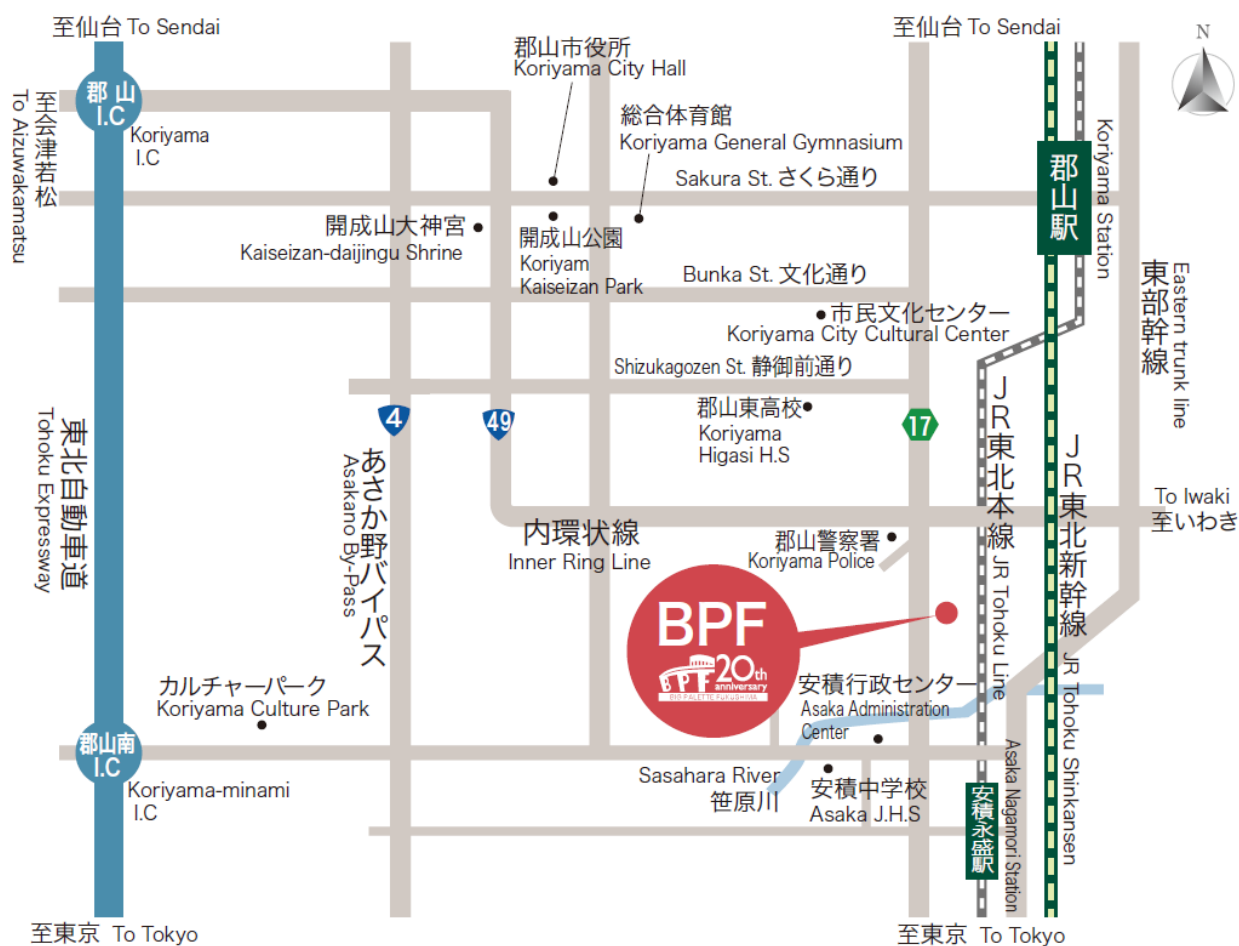 至仙台 To Sendai
至仙台 To Sendai
N
郡山市役所
Koriyama City Hall
郡山
I.C
Koriyama
I.C
至会津若松
To Aizuwakamatsu
総合体育館
Koriyama General Gymnasium
Koriyama Station
郡山駅
Sakura St. さくら通り
開成山大神宮
Kaiseizan-daijingu Shrine
開成山公園
Koriyam
Kaiseizan Park
Bunka St. 文化通り
東部幹線
Eastern trunk line
市民文化センター
Koriyama City Cultural Center
Shizukagozen St. 静御前通り
4
49
17
郡山東高校
Koriyama
Higasi H.S
東北自動車道
Tohoku Expressway
あさか野バイパス
Asakano By-Pass
JR東北本線 JR Tohoku Line
JR東北新幹線 JR Tohoku Shinkansen
To Iwaki
至いわき
内環状線
Inner Ring Line
郡山警察署
Koriyama Police
BPF
BPF 20th
anniversary
BIG PALETTE FUKUSHIMA
カルチャーパーク
Koriyama Culture Park
安積行政センター
Asaka Administration
Center
郡山南
I.C
Koriyama-minami
I.C
Sasahara River
笹原川
安積中学校
Asaka J.H.S
安積永盛駅
Asaka Nagamori Station
至東京 To Tokyo
至東京 To Tokyo